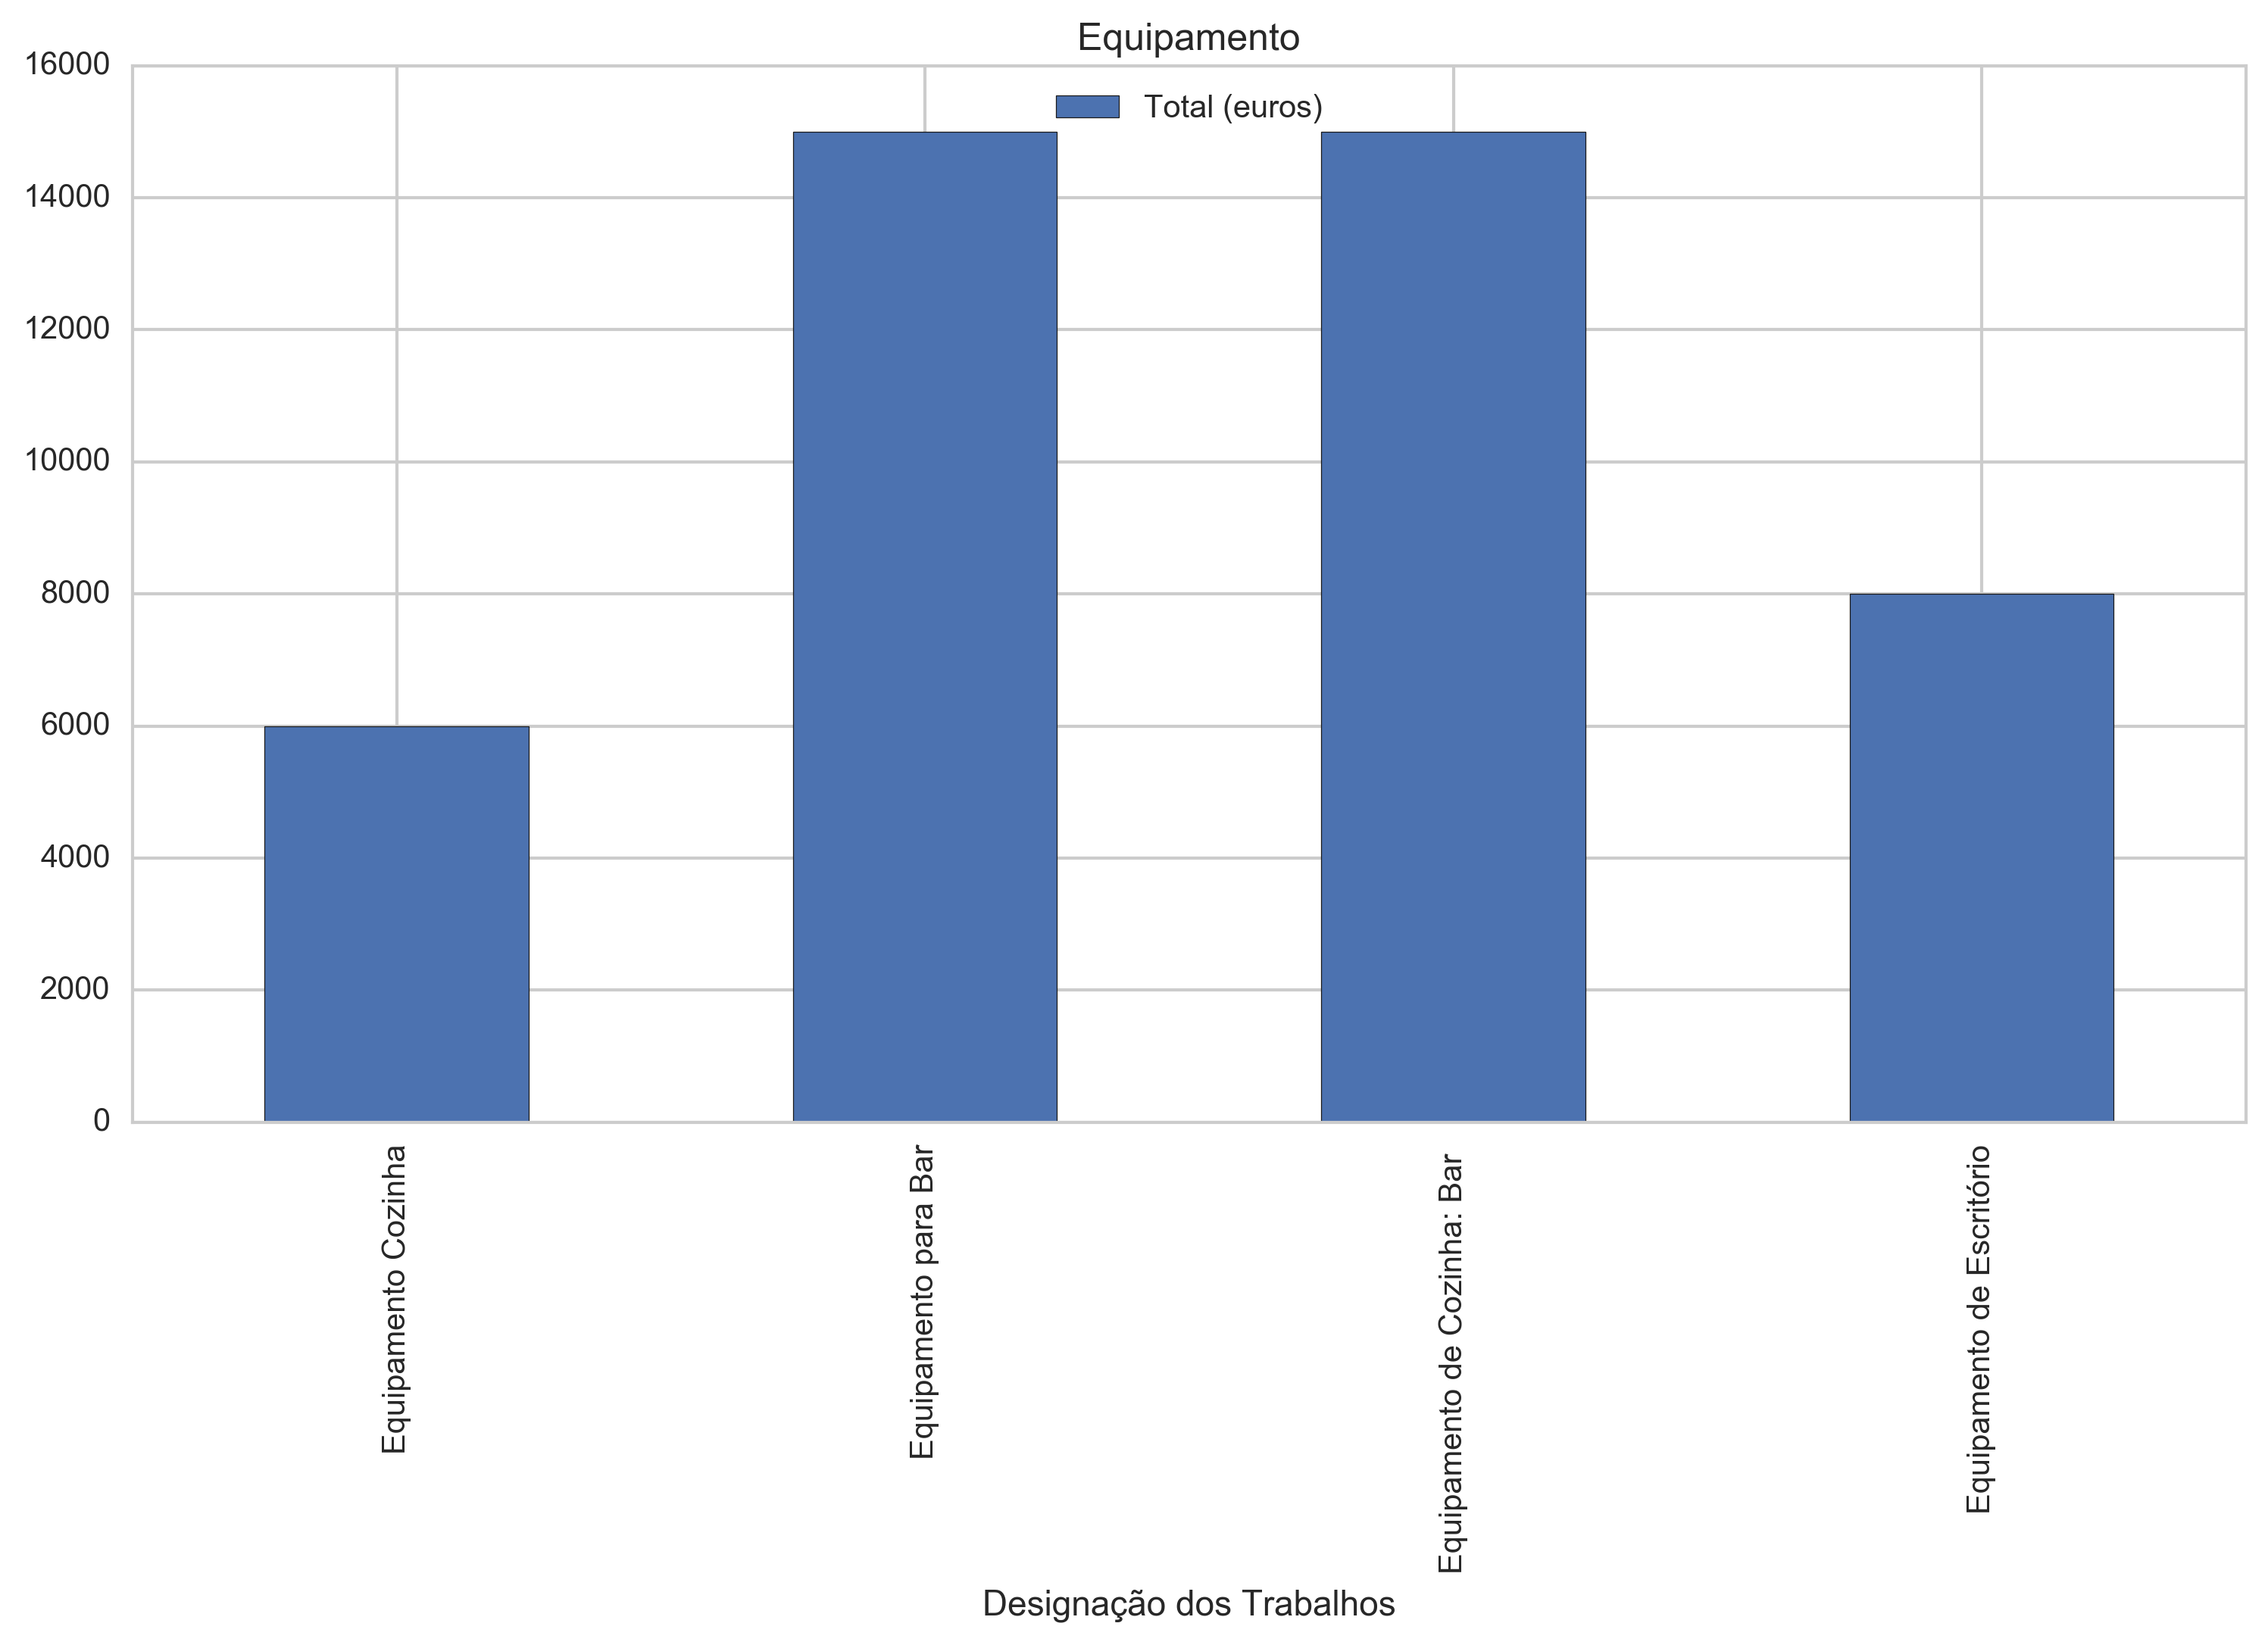 Equipamento
Total (euros)
16000
14000
12000
10000
8000
6000
4000
2000
0
Equipamento Cozinha
Equipamento para Bar
Equipamento de Cozinha: Bar
Equipamento de Escritório
Designação dos Trabalhos